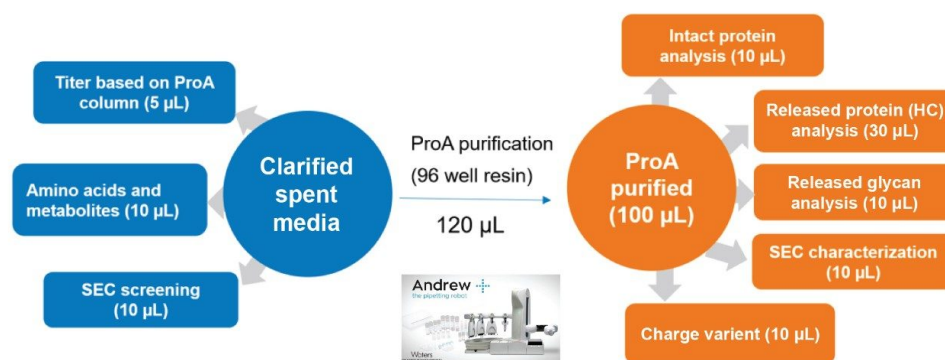 Titer based on ProA
column (5 µL)
Amino acids and
metabolites (10 µL)
SEC screening
(10 µL)
Clarified
spent
media
ProA purification
(96 well resin)
120 µL
Andrew
the pipetting robot
Waters
ProA
purified
(100 µL)
Intact protein
analysis (10 µL)
Released protein (HC)
analysis (30 µL)
Released glycan
analysis (10 µL)
SEC characterization
(10 µL)
Charge varient (10 µL)